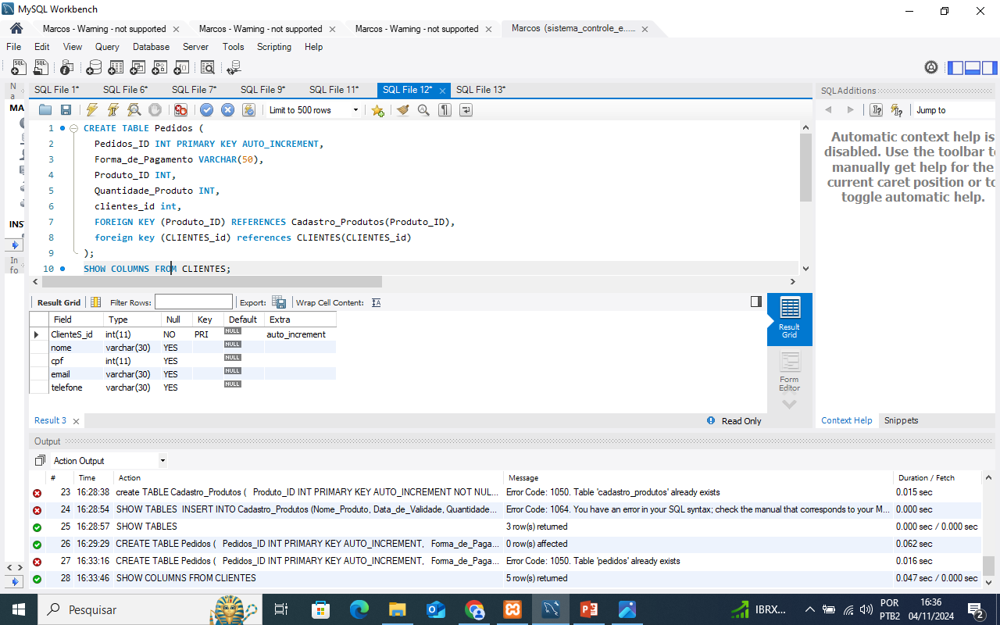 MySQL Workbench
Marcos - Warning - not supported
Marcos - Warning - not supported
Marcos - Warning - not supported
Marcos (sistema_controle_e......
File Edit View Query Database Server Tools Scripting Help
N
a
MA
INS
In
fo
SQL File 1* SQL File 6* SQL File 7* SQL File 9* SQL File 11* SQL File 12* SQL File 13*
Limit to 500 rows
1 CREATE TABLE Pedidos (
2 Pedidos_ID INT PRIMARY KEY AUTO_INCREMENT,
3 Forma_de_Pagamento VARCHAR(50),
4 Produto_ID INT,
5 Quantidade_Produto INT,
6 clientes_id int,
7 FOREIGN KEY (Produto_ID) REFERENCES Cadastro_Produtos(Produto_ID),
8 foreign key (CLIENTES_id) references CLIENTES(CLIENTES_id)
9 );
10 SHOW COLUMNS FROM CLIENTES;
SQLAdditions
Jump to
Automatic context help is
disabled. Use the toolbar to
manually get help for the
current caret position or to
toggle automatic help.
Context Help Snippets
Result Grid Filter Rows: Export: Wrap Cell Content:
Field Type Null Key Default Extra
ClienteS_id int(11) NO PRI NULL auto_increment
nome varchar(30) YES NULL
cpf int(11) YES NULL
email varchar(30) YES NULL
telefone varchar(30) YES NULL
Result
Grid
Form
Editor
Result 3
Read Only
Output
Action Output
# Time Action Message Duration / Fetch
23 16:28:38 create TABLE Cadastro_Produtos ( Produto_ID INT PRIMARY KEY AUTO_INCREMENT NOT NUL... Error Code: 1050. Table 'cadastro_produtos' already exists 0.015 sec
24 16:28:54 SHOW TABLES INSERT INTO Cadastro_Produtos (Nome_Produto, Data_de_Validade, Quantidade... Error Code: 1064. You have an error in your SQL syntax; check the manual that corresponds to your M... 0.000 sec
25 16:28:57 SHOW TABLES 3 row(s) returned 0.000 sec / 0.000 sec
26 16:29:29 CREATE TABLE Pedidos ( Pedidos_ID INT PRIMARY KEY AUTO_INCREMENT, Forma_de_Paga... 0 row(s) affected 0.062 sec
27 16:33:16 CREATE TABLE Pedidos ( Pedidos_ID INT PRIMARY KEY AUTO_INCREMENT, Forma_de_Paga... Error Code: 1050. Table 'pedidos' already exists 0.016 sec
28 16:33:46 SHOW COLUMNS FROM CLIENTES 5 row(s) returned 0.047 sec / 0.000 sec
Pesquisar
IBRX...
POR
PTB2
16:36
04/11/2024
2